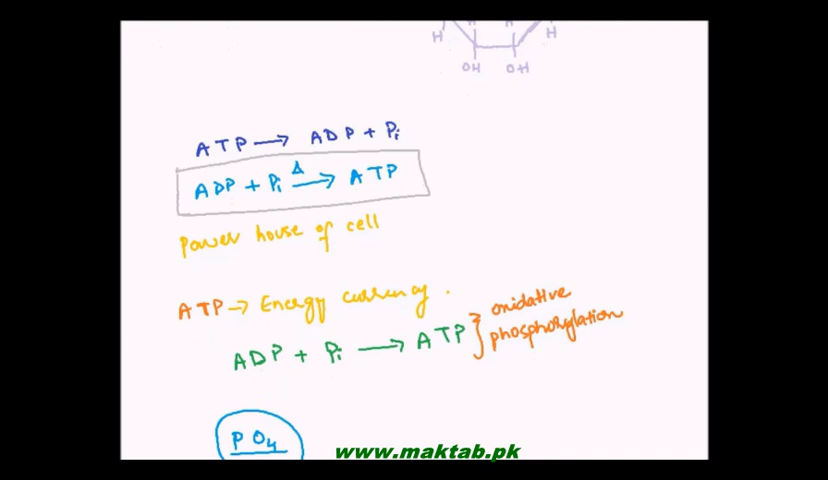 H H H H
OH OH
ATP → ADP + Pi
ADP + Pi Δ→ ATP
Power house of cell
ATP → Energy currency .
oxidative
phosphorylation
ADP + Pi → ATP
PO4
www.maktab.pk